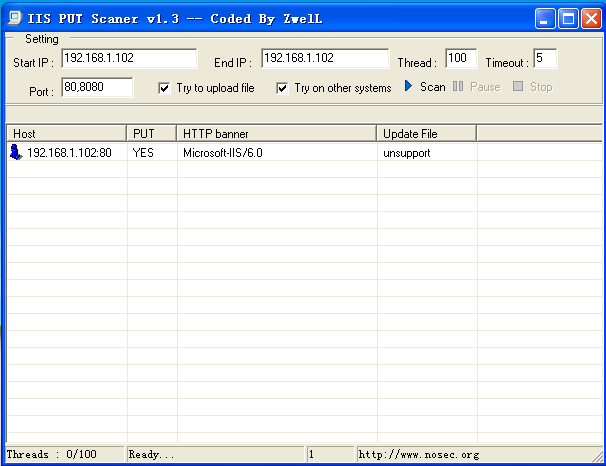 IIS PUT Scaner v1.3 -- Coded By ZwelL
Setting
Start IP : 192.168.1.102 End IP : 192.168.1.102 Thread : 100 Timeout : 5
Port : 80,8080 Try to upload file Try on other systems Scan Pause Stop
Host PUT HTTP banner Update File
192.168.1.102:80 YES Microsoft-IIS/6.0 unsupport
Threads : 0/100 Ready... 1 http://www.nosec.org